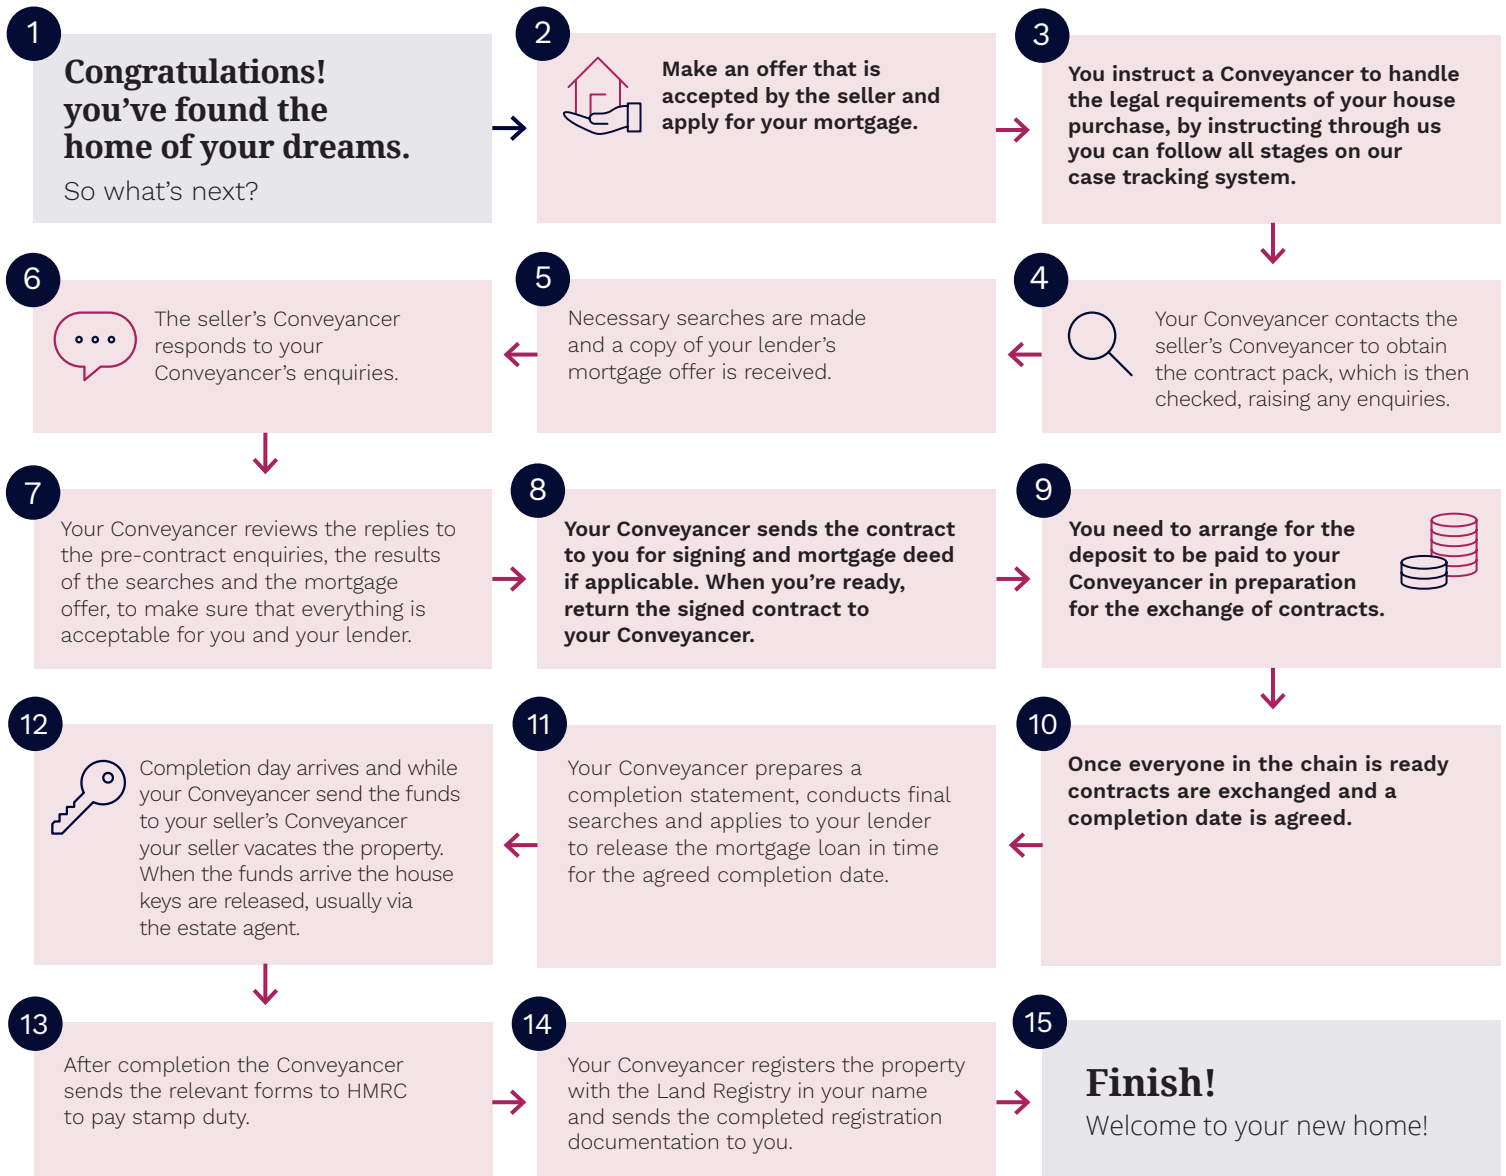 1
Congratulations!
you’ve found the
home of your dreams.
So what’s next?
2
Make an offer that is
accepted by the seller and
apply for your mortgage.
3
You instruct a Conveyancer to handle
the legal requirements of your house
purchase, by instructing through us
you can follow all stages on our
case tracking system.
4
Your Conveyancer contacts the
seller’s Conveyancer to obtain
the contract pack, which is then
checked, raising any enquiries.
5
Necessary searches are made
and a copy of your lender’s
mortgage offer is received.
6
The seller’s Conveyancer
responds to your
Conveyancer’s enquiries.
7
Your Conveyancer reviews the replies to
the pre-contract enquiries, the results
of the searches and the mortgage
offer, to make sure that everything is
acceptable for you and your lender.
8
Your Conveyancer sends the contract
to you for signing and mortgage deed
if applicable. When you’re ready,
return the signed contract to
your Conveyancer.
9
You need to arrange for the
deposit to be paid to your
Conveyancer in preparation
for the exchange of contracts.
10
Once everyone in the chain is ready
contracts are exchanged and a
completion date is agreed.
11
Your Conveyancer prepares a
completion statement, conducts final
searches and applies to your lender
to release the mortgage loan in time
for the agreed completion date.
12
Completion day arrives and while
your Conveyancer send the funds
to your seller’s Conveyancer
your seller vacates the property.
When the funds arrive the house
keys are released, usually via
the estate agent.
13
After completion the Conveyancer
sends the relevant forms to HMRC
to pay stamp duty.
14
Your Conveyancer registers the property
with the Land Registry in your name
and sends the completed registration
documentation to you.
15
Finish!
Welcome to your new home!